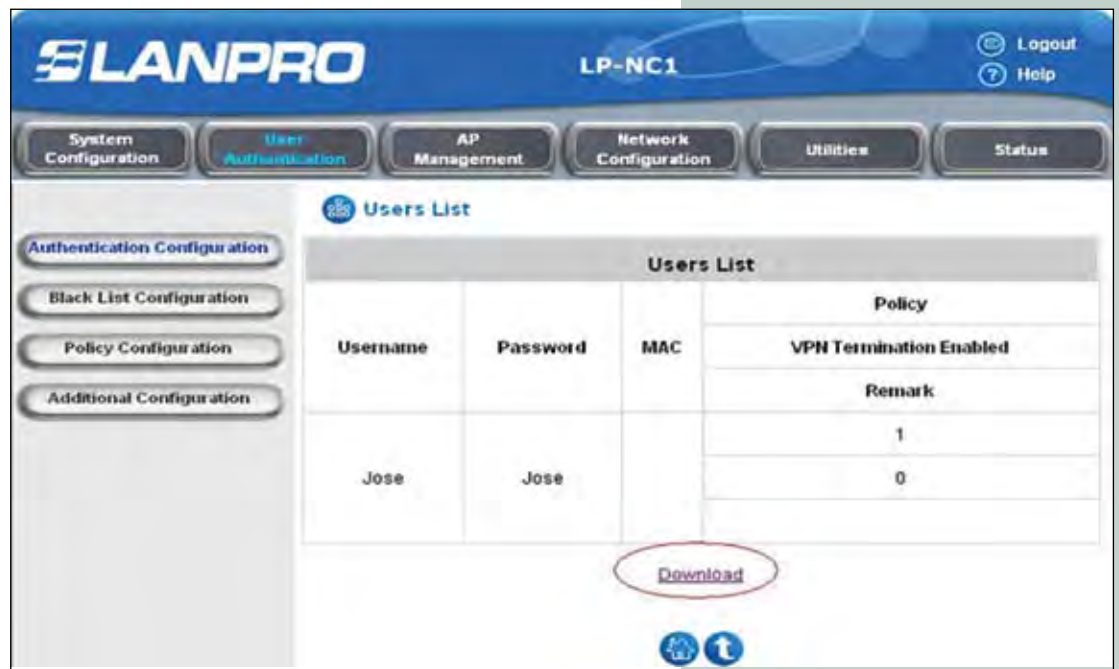 LANPRO
LP-NC1
Logout
Help
System
Configuration
User
Authentication
AP
Management
Network
Configuration
Utilities
Status
Users List
Authentication Configuration
Black List Configuration
Policy Configuration
Additional Configuration
Users List
Username
Password
MAC
Policy
VPN Termination Enabled
Remark
Jose
Jose
1
0
Download